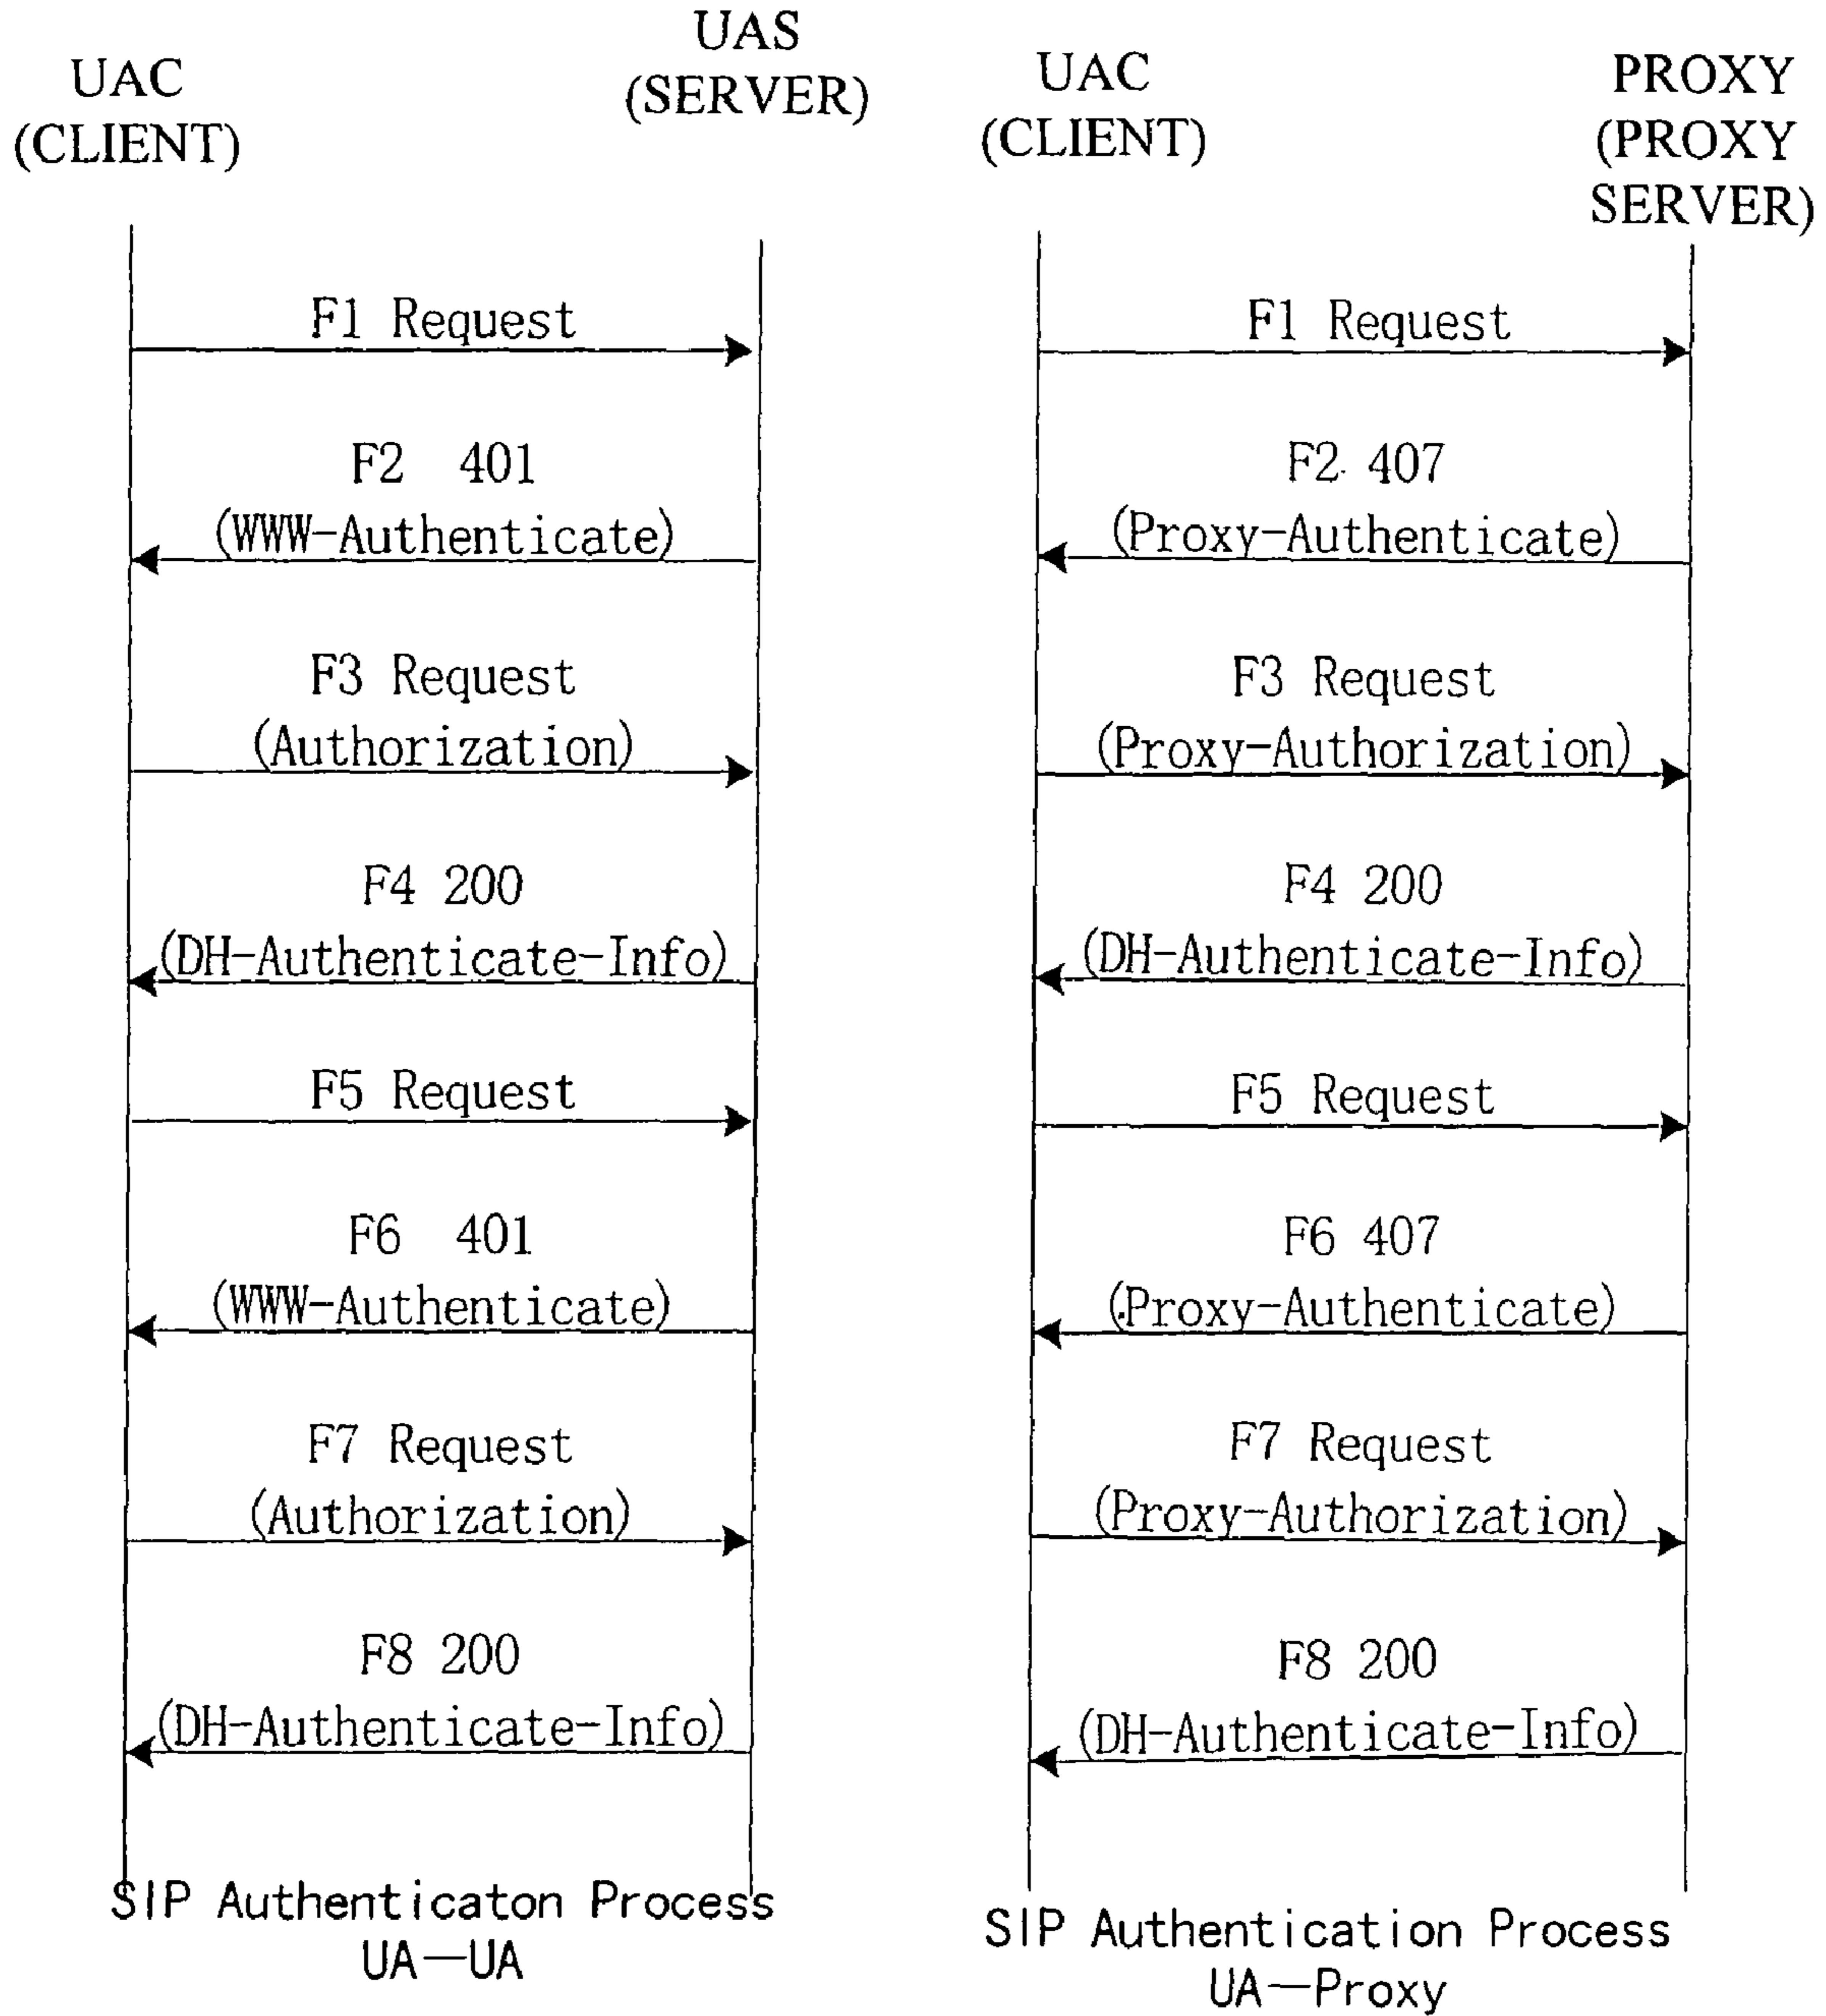 UAC
(CLIENT)
UAS
(SERVER)
F1 Request
F2 401
(WWW-Authenticate)
F3 Request
(Authorization)
F4 200
(DH-Authenticate-Info)
F5 Request
F6 401
(WWW-Authenticate)
F7 Request
(Authorization)
F8 200
(DH-Authenticate-Info)
SIP Authenticaton Process
UA—UA
UAC
(CLIENT)
PROXY
(PROXY
SERVER)
F1 Request
F2 407
(Proxy-Authenticate)
F3 Request
(Proxy-Authorization)
F4 200
(DH-Authenticate-Info)
F5 Request
F6 407
(Proxy-Authenticate)
F7 Request
(Proxy-Authorization)
F8 200
(DH-Authenticate-Info)
SIP Authentication Process
UA—Proxy